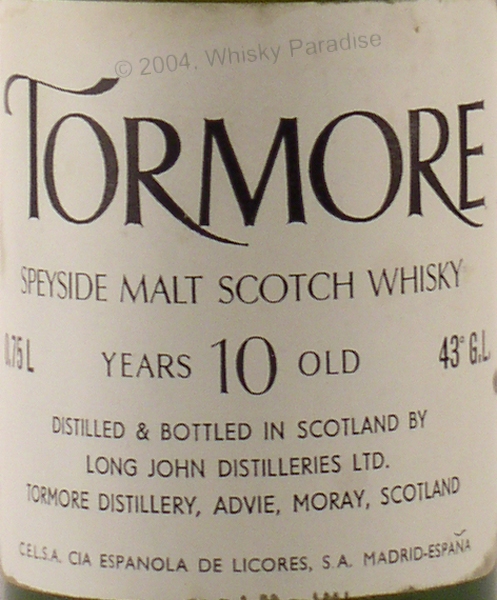 © 2004. Whisky Paradise
TORMORE
SPEYSIDE MALT SCOTCH WHISKY
0.75 L YEARS 10 OLD 43° G.L.
DISTILLED & BOTTLED IN SCOTLAND BY
LONG JOHN DISTILLERIES LTD.
TORMORE DISTILLERY, ADVIE, MORAY, SCOTLAND
C.E.L.S.A. CIA ESPANOLA DE LICORES, S.A. MADRID-ESPAÑA